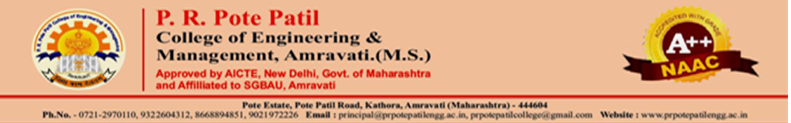 P. R. Pote Patil
College of Engineering &
Management, Amravati.(M.S.)
Approved by AICTE, New Delhi, Govt. of Maharashtra
and Affilliated to SGBAU, Amravati
ACCREDITED WITH GRADE
A++
NAAC
Pote Estate, Pote Patil Road, Kathora, Amravati (Maharashtra) - 444604
Ph.No. - 0721-2970110, 9322604312, 8668894851, 9021972226 Email : principal@prpotepatilengg.ac.in, prpotepatilcollege@gmail.com Website : www.prpotepatilengg.ac.in